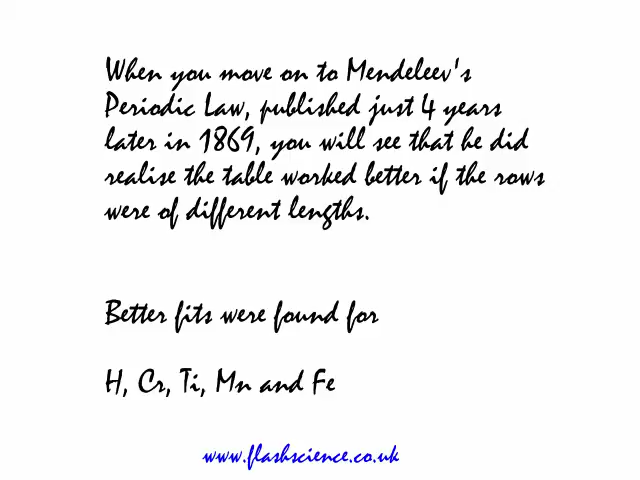 When you move on to Mendeleev's
Periodic Law, published just 4 years
later in 1869, you will see that he did
realise the table worked better if the rows
were of different lengths.
Better fits were found for
H, Cr, Ti, Mn and Fe
www.flashscience.co.uk